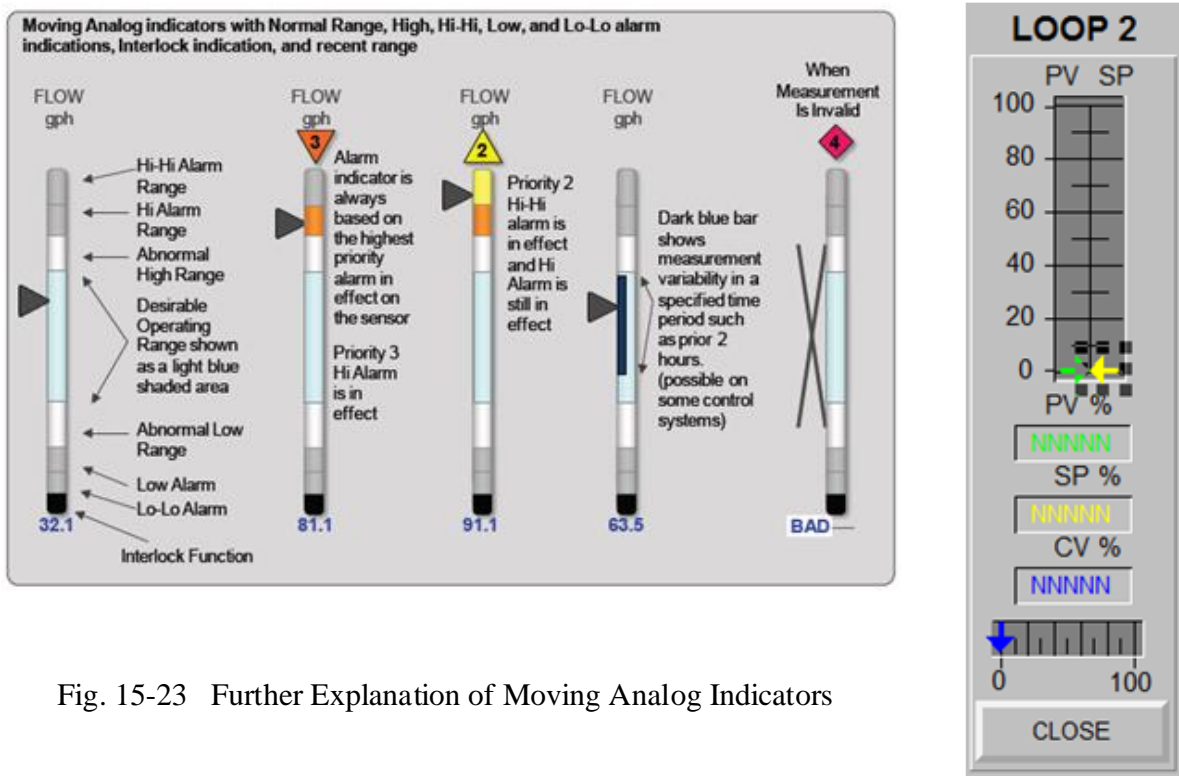 Moving Analog indicators with Normal Range, High, Hi-Hi, Low, and Lo-Lo alarm
indications, Interlock indication, and recent range
FLOW
gph
Hi-Hi Alarm
Range
Hi Alarm
Range
Abnormal
High Range
Desirable
Operating
Range shown
as a light blue
shaded area
Abnormal Low
Range
Low Alarm
Lo-Lo Alarm
32.1
Interlock Function
FLOW
gph
3
Alarm
indicator is
always
based on
the highest
priority
alarm in
effect on
the sensor
Priority 3
Hi Alarm
is in
effect
81.1
FLOW
gph
2
Priority 2
Hi-Hi
alarm is
in effect
and Hi
Alarm is
still in
effect
91.1
FLOW
gph
Dark blue bar
shows
measurement
variability in a
specified time
period such
as prior 2
hours.
(possible on
some control
systems)
63.5
When
Measurement
Is Invalid
4
BAD
Fig. 15-23 Further Explanation of Moving Analog Indicators
LOOP 2
PV SP
100
80
60
40
20
0
PV %
NNNNN
SP %
NNNNN
CV %
NNNNN
0 100
CLOSE